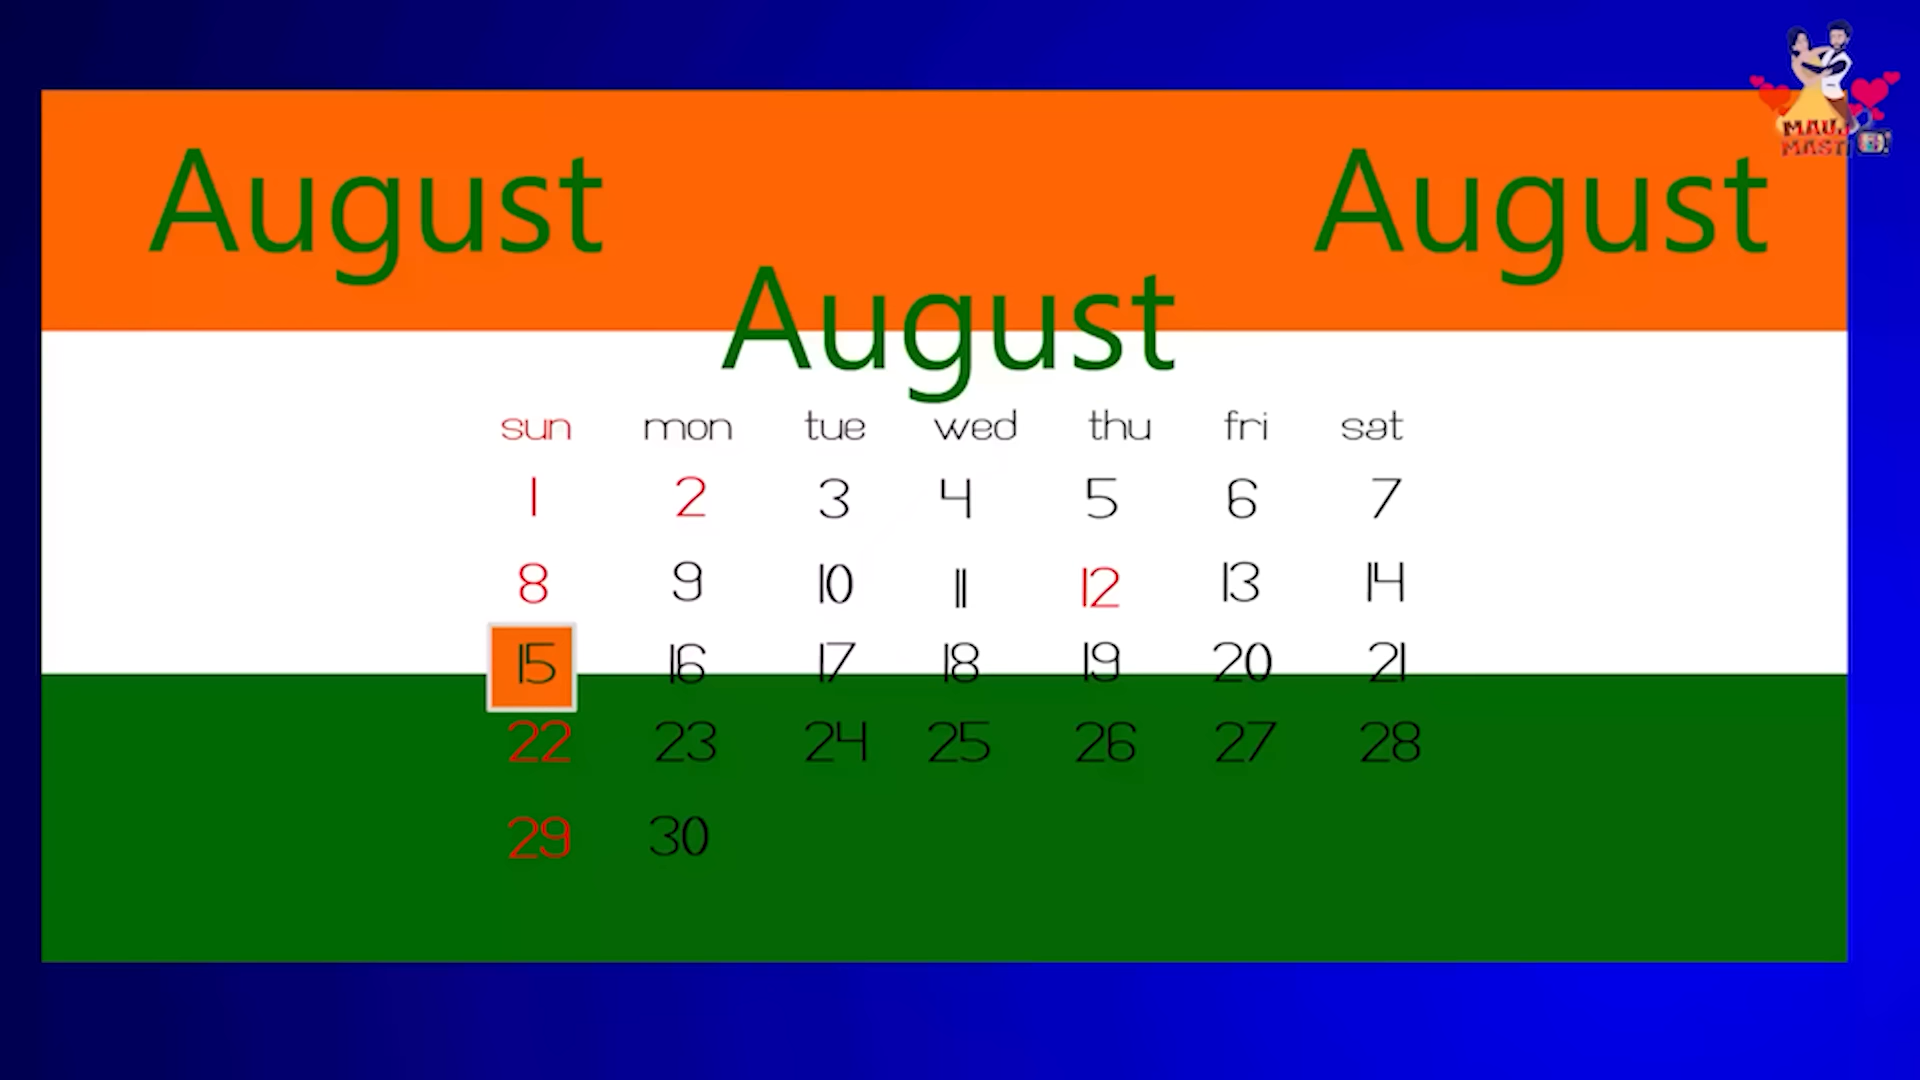 MAUJ
MASTI
August August
August
sun mon tue wed thu fri sat
1 2 3 4 5 6 7
8 9 10 11 12 13 14
15 16 17 18 19 20 21
22 23 24 25 26 27 28
29 30